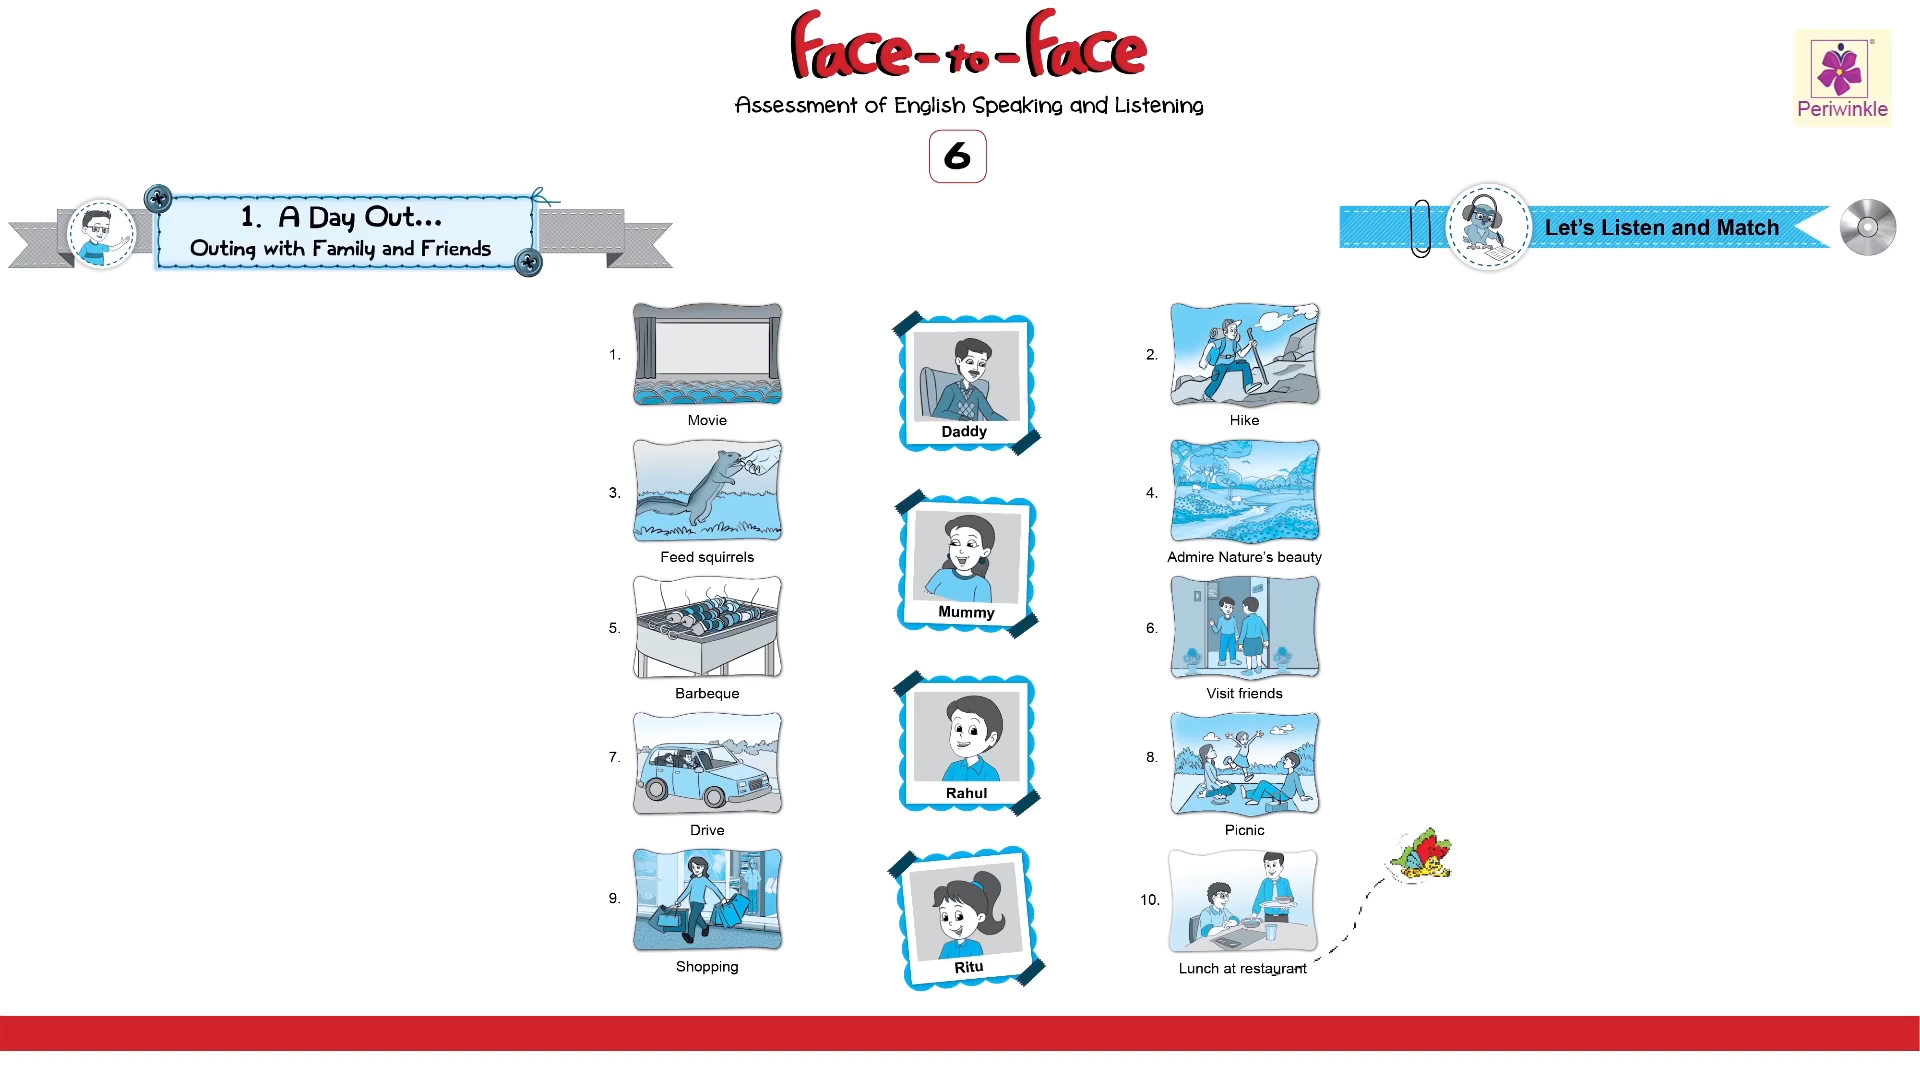 Face-to-Face
Assessment of English Speaking and Listening
6
Periwinkle
1. A Day Out...
Outing with Family and Friends
Let's Listen and Match
1.
Movie
Daddy
2.
Hike
3.
Feed squirrels
4.
Admire Nature's beauty
Mummy
5.
Barbeque
6.
Visit friends
7.
Drive
Rahul
8.
Picnic
9.
Shopping
Ritu
10.
Lunch at restaurant